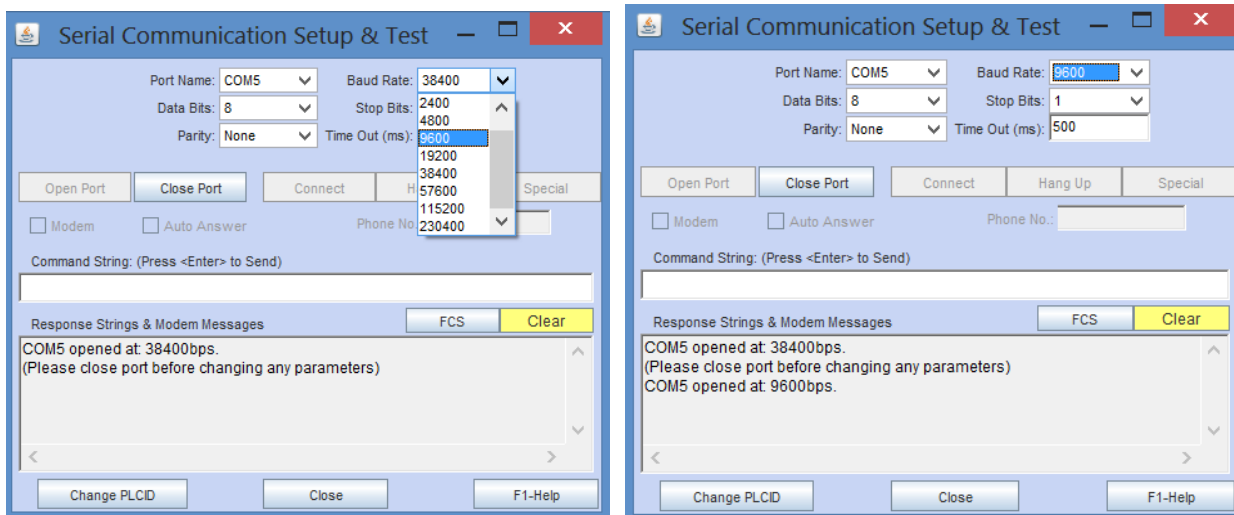 Serial Communication Setup & Test
Port Name: COM5 Baud Rate: 38400
Data Bits: 8 Stop Bits:
Parity: None Time Out (ms):
2400
4800
9600
19200
38400
57600
115200
230400
Open Port Close Port Connect H Special
Modem Auto Answer Phone No.
Command String: (Press <Enter> to Send)
Response Strings & Modem Messages FCS Clear
COM5 opened at: 38400bps.
(Please close port before changing any parameters)
Change PLCID Close F1-Help
Serial Communication Setup & Test
Port Name: COM5 Baud Rate: 9600
Data Bits: 8 Stop Bits: 1
Parity: None Time Out (ms): 500
Open Port Close Port Connect Hang Up Special
Modem Auto Answer Phone No.:
Command String: (Press <Enter> to Send)
Response Strings & Modem Messages FCS Clear
COM5 opened at: 38400bps.
(Please close port before changing any parameters)
COM5 opened at: 9600bps.
Change PLCID Close F1-Help